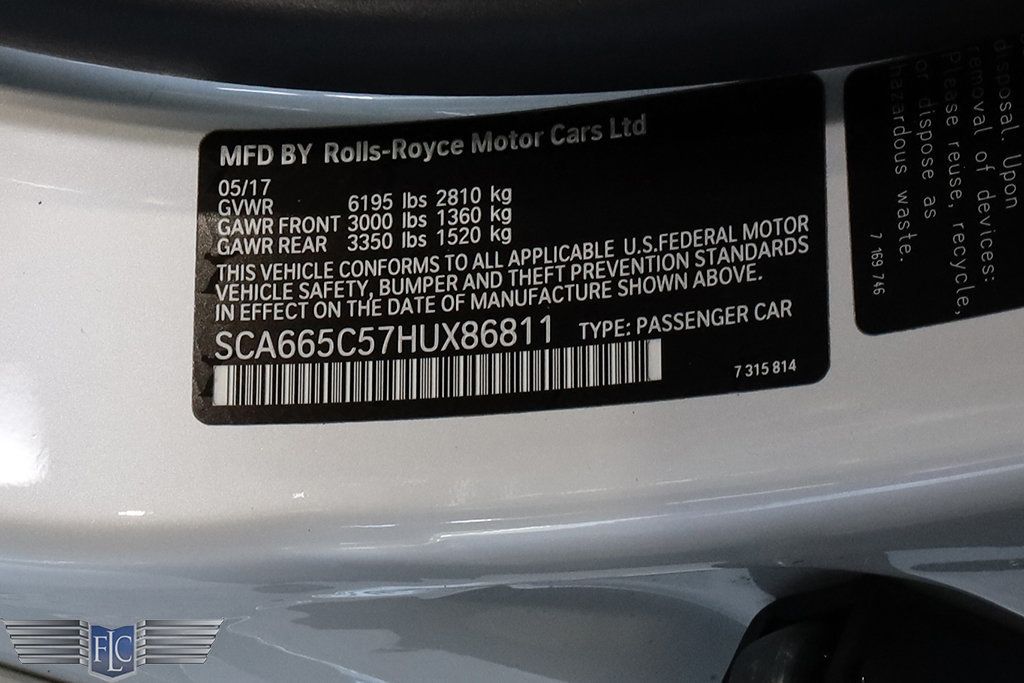 MFD BY Rolls-Royce Motor Cars Ltd
05/17
GVWR 6195 lbs 2810 kg
GAWR FRONT 3000 lbs 1360 kg
GAWR REAR 3350 lbs 1520 kg
THIS VEHICLE CONFORMS TO ALL APPLICABLE U.S.FEDERAL MOTOR
VEHICLE SAFETY, BUMPER AND THEFT PREVENTION STANDARDS
IN EFFECT ON THE DATE OF MANUFACTURE SHOWN ABOVE.
SCA665C57HUX86811 TYPE: PASSENGER CAR
7 315 814
disposal. Upon
removal of devices:
Please reuse, recycle,
or dispose as
hazardous waste.
7 169 746
FLC